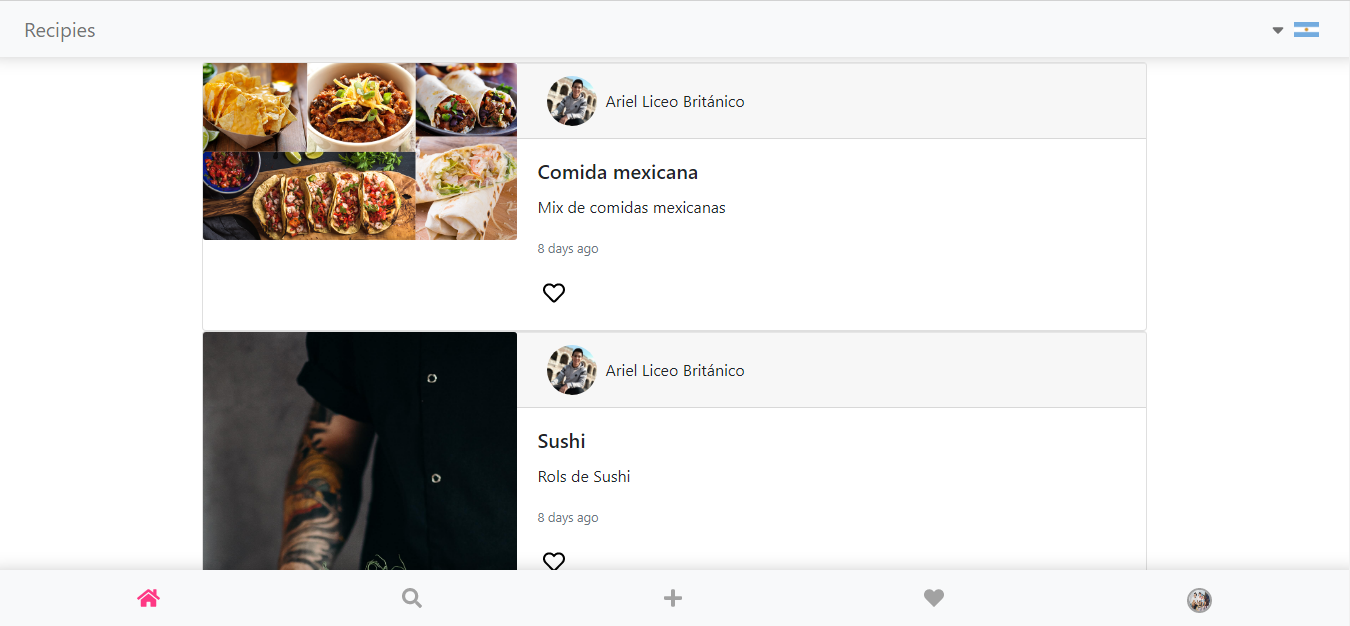 Recipies
Ariel Liceo Británico
Comida mexicana
Mix de comidas mexicanas
8 days ago
Ariel Liceo Británico
Sushi
Rols de Sushi
8 days ago